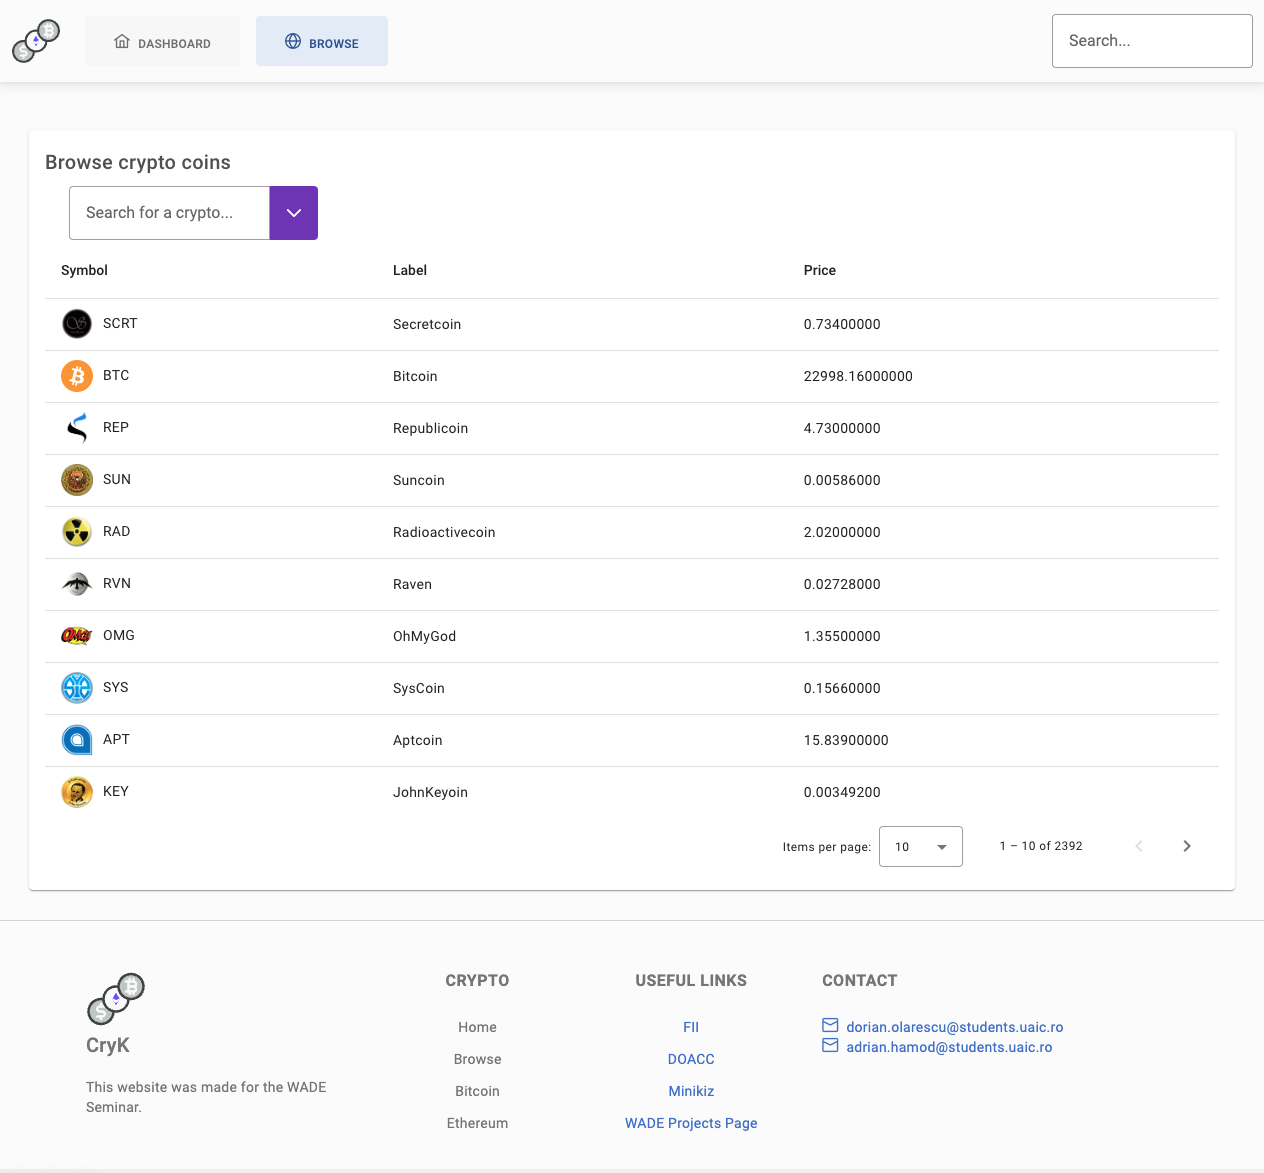 DASHBOARD
BROWSE
Search...
Browse crypto coins
Search for a crypto...
Symbol Label Price
SCRT Secretcoin 0.73400000
BTC Bitcoin 22998.16000000
REP Republicoin 4.73000000
SUN Suncoin 0.00586000
RAD Radioactivecoin 2.02000000
RVN Raven 0.02728000
OMG OhMyGod 1.35500000
SYS SysCoin 0.15660000
APT Aptcoin 15.83900000
KEY JohnKeyoin 0.00349200
Items per page: 10 1 – 10 of 2392
CryK
This website was made for the WADE
Seminar.
CRYPTO
Home
Browse
Bitcoin
Ethereum
USEFUL LINKS
FII
DOACC
Minikiz
WADE Projects Page
CONTACT
dorian.olarescu@students.uaic.ro
adrian.hamod@students.uaic.ro